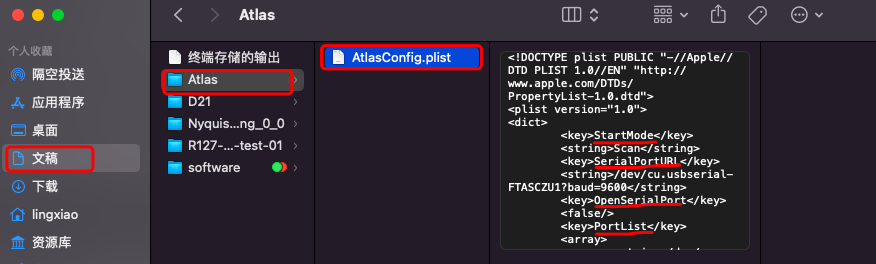 Atlas
个人收藏
隔空投送
应用程序
桌面
文稿
下载
lingxiao
资源库
终端存储的输出
Atlas
D21
Nyquis...ng_0_0
R127-...-test-01
software
AtlasConfig.plist
<!DOCTYPE plist PUBLIC "-//Apple//
DTD PLIST 1.0//EN" "http://
www.apple.com/DTDs/
PropertyList-1.0.dtd">
<plist version="1.0">
<dict>
<key>StartMode</key>
<string>Scan</string>
<key>SerialPortURL</key>
<string>/dev/cu.usbserial-
FTASCZU1?baud=9600</string>
<key>OpenSerialPort</key>
<false/>
<key>PortList</key>
<array>